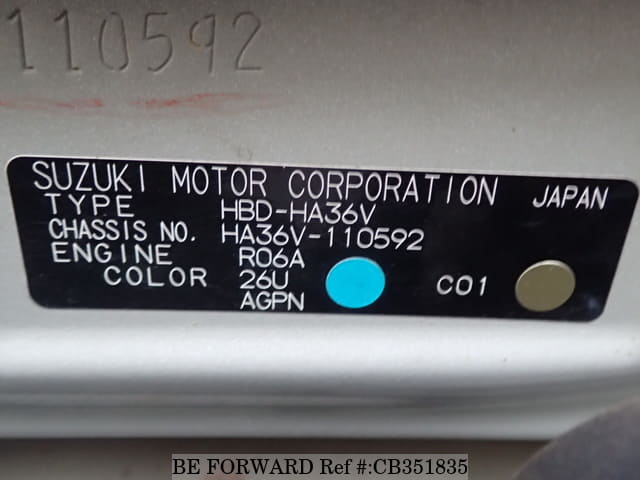 110592
SUZUKI MOTOR CORPORATION JAPAN
TYPE HBD-HA36V
CHASSIS NO. HA36V-110592
ENGINE R06A
COLOR 26U C01
AGPN
BE FORWARD Ref #:CB351835